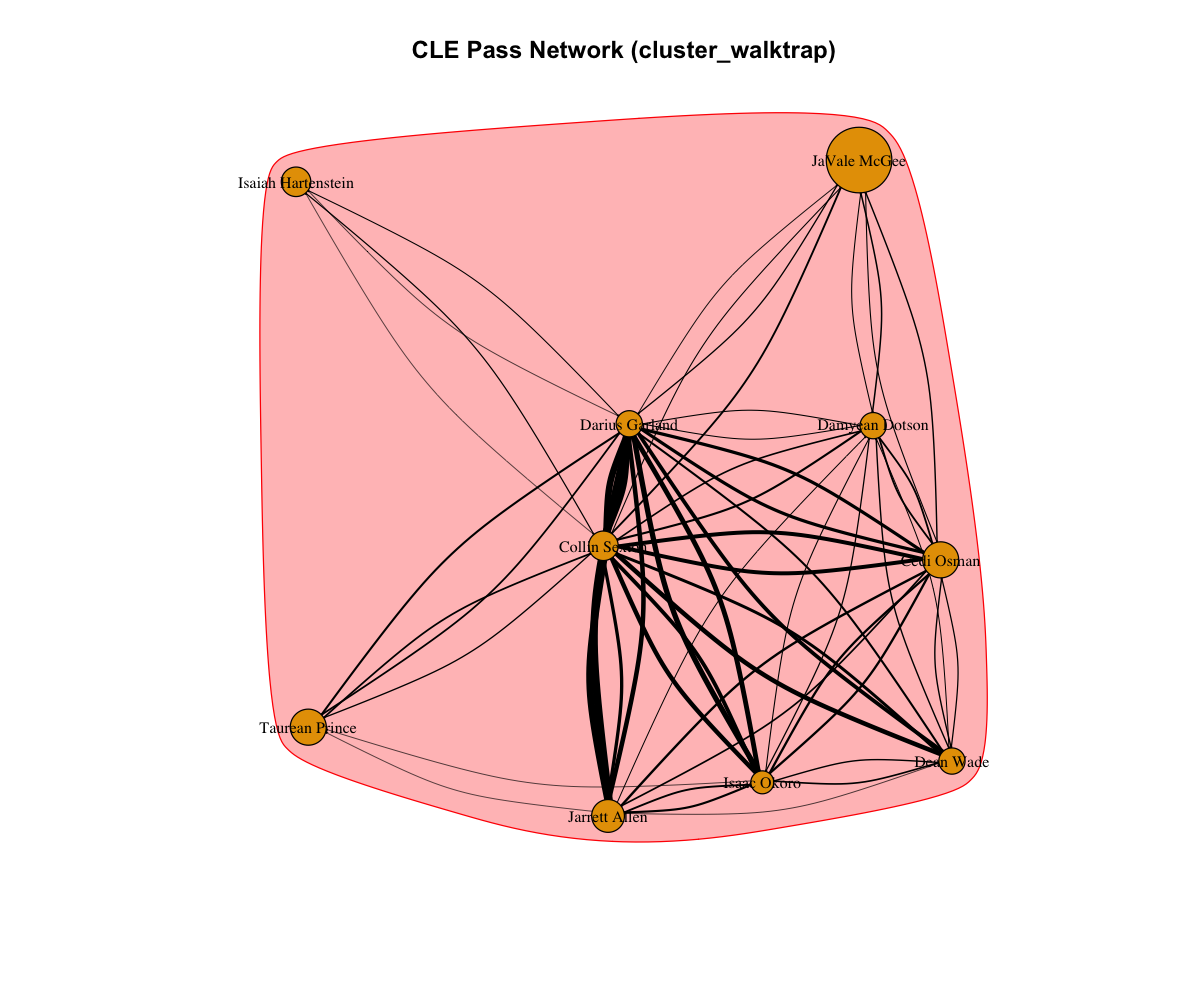 CLE Pass Network (cluster_walktrap)
JaVale McGee
Isaiah Hartenstein
Darius Garland
Damyean Dotson
Collin Sexton
Cedi Osman
Taurean Prince
Dean Wade
Isaac Okoro
Jarrett Allen